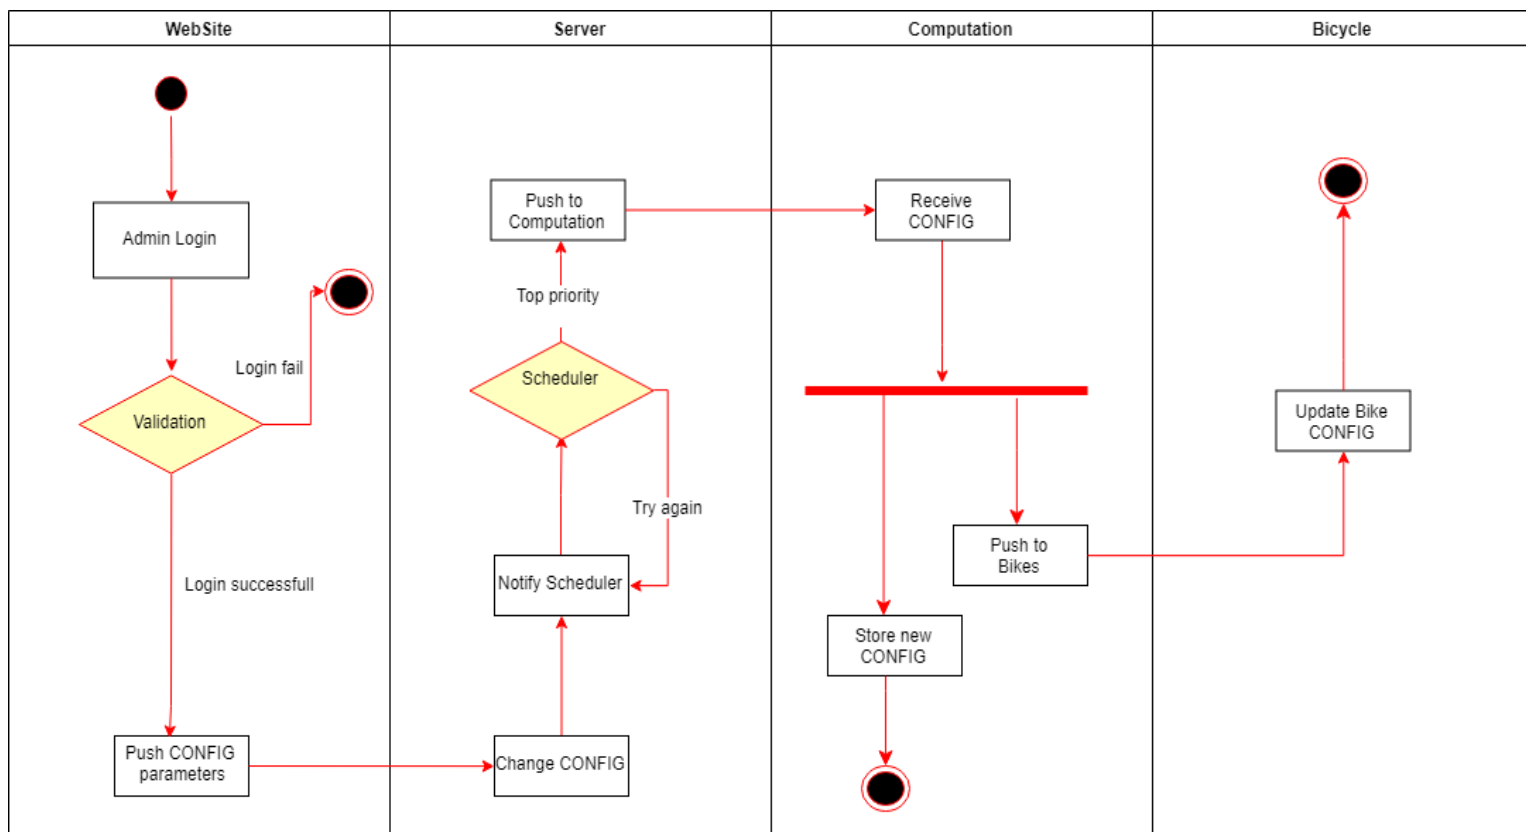 WebSite
Server
Computation
Bicycle
Admin Login
Login fail
Validation
Login successfull
Push CONFIG
parameters
Push to
Computation
Top priority
Scheduler
Try again
Notify Scheduler
Change CONFIG
Receive
CONFIG
Push to
Bikes
Store new
CONFIG
Update Bike
CONFIG